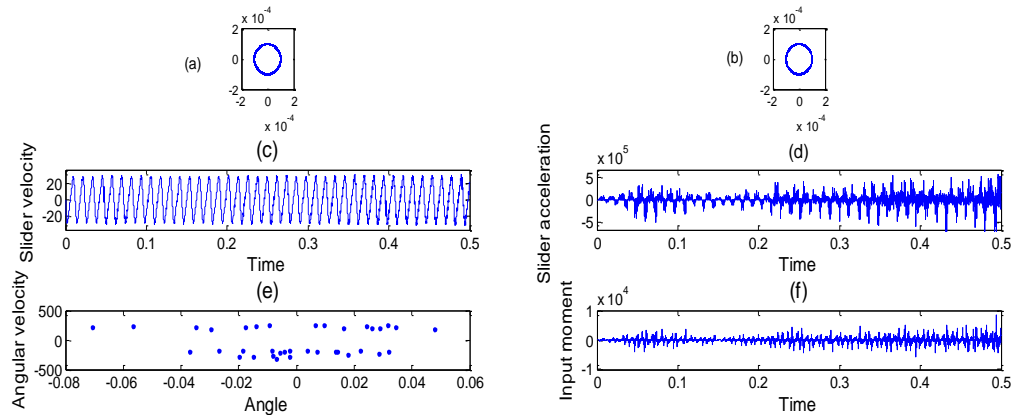 x 10^-4
2
0
-2
-2 0 2
x 10^-4
(a)
x 10^-4
2
0
-2
-2 0 2
x 10^-4
(b)
(c)
Slider velocity
20
0
-20
0 0.1 0.2 0.3 0.4 0.5
Time
(d)
x 10^5
Slider acceleration
5
0
-5
0 0.1 0.2 0.3 0.4 0.5
Time
(e)
Angular velocity
500
0
-500
-0.08 -0.06 -0.04 -0.02 0 0.02 0.04 0.06
Angle
(f)
x 10^4
Input moment
1
0
-1
0 0.1 0.2 0.3 0.4 0.5
Time